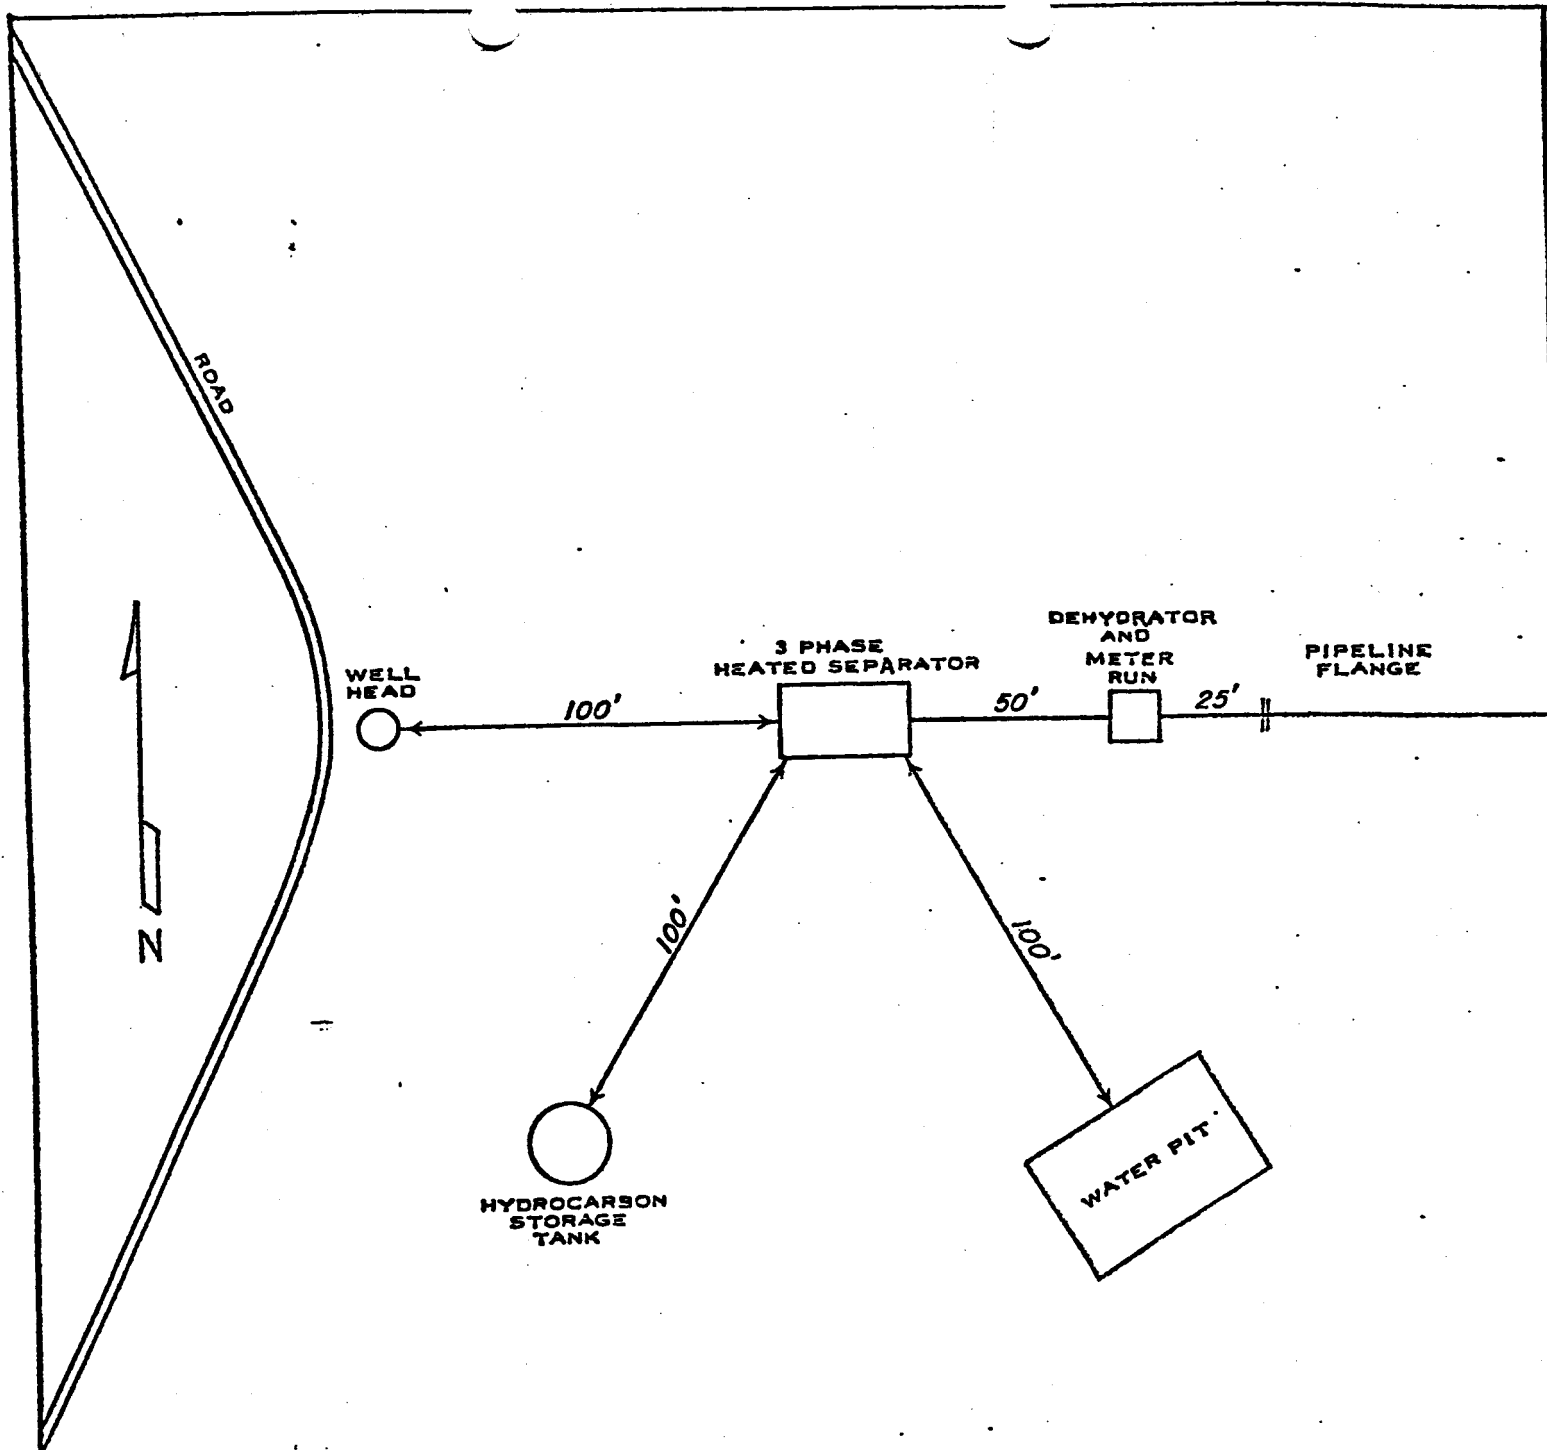 ROAD
WELL
HEAD
100'
3 PHASE
HEATED SEPARATOR
50'
DEHYDRATOR
AND
METER
RUN
25'
PIPELINE
FLANGE
N
100'
100'
HYDROCARBON
STORAGE
TANK
WATER PIT